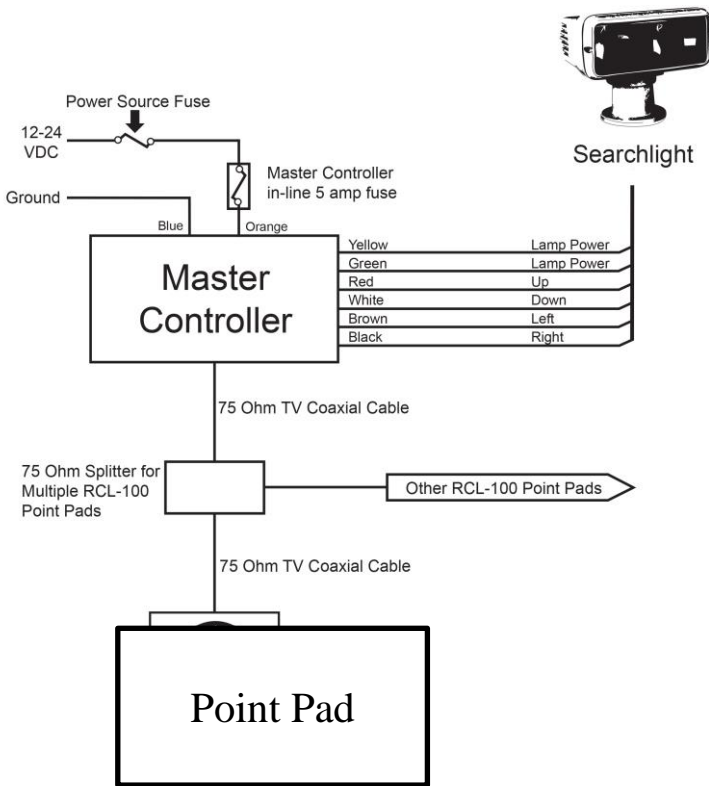 Power Source Fuse
12-24
VDC
Master Controller
in-line 5 amp fuse
Searchlight
Ground
Blue
Orange
Master
Controller
Yellow Lamp Power
Green Lamp Power
Red Up
White Down
Brown Left
Black Right
75 Ohm TV Coaxial Cable
75 Ohm Splitter for
Multiple RCL-100
Point Pads
Other RCL-100 Point Pads
75 Ohm TV Coaxial Cable
Point Pad